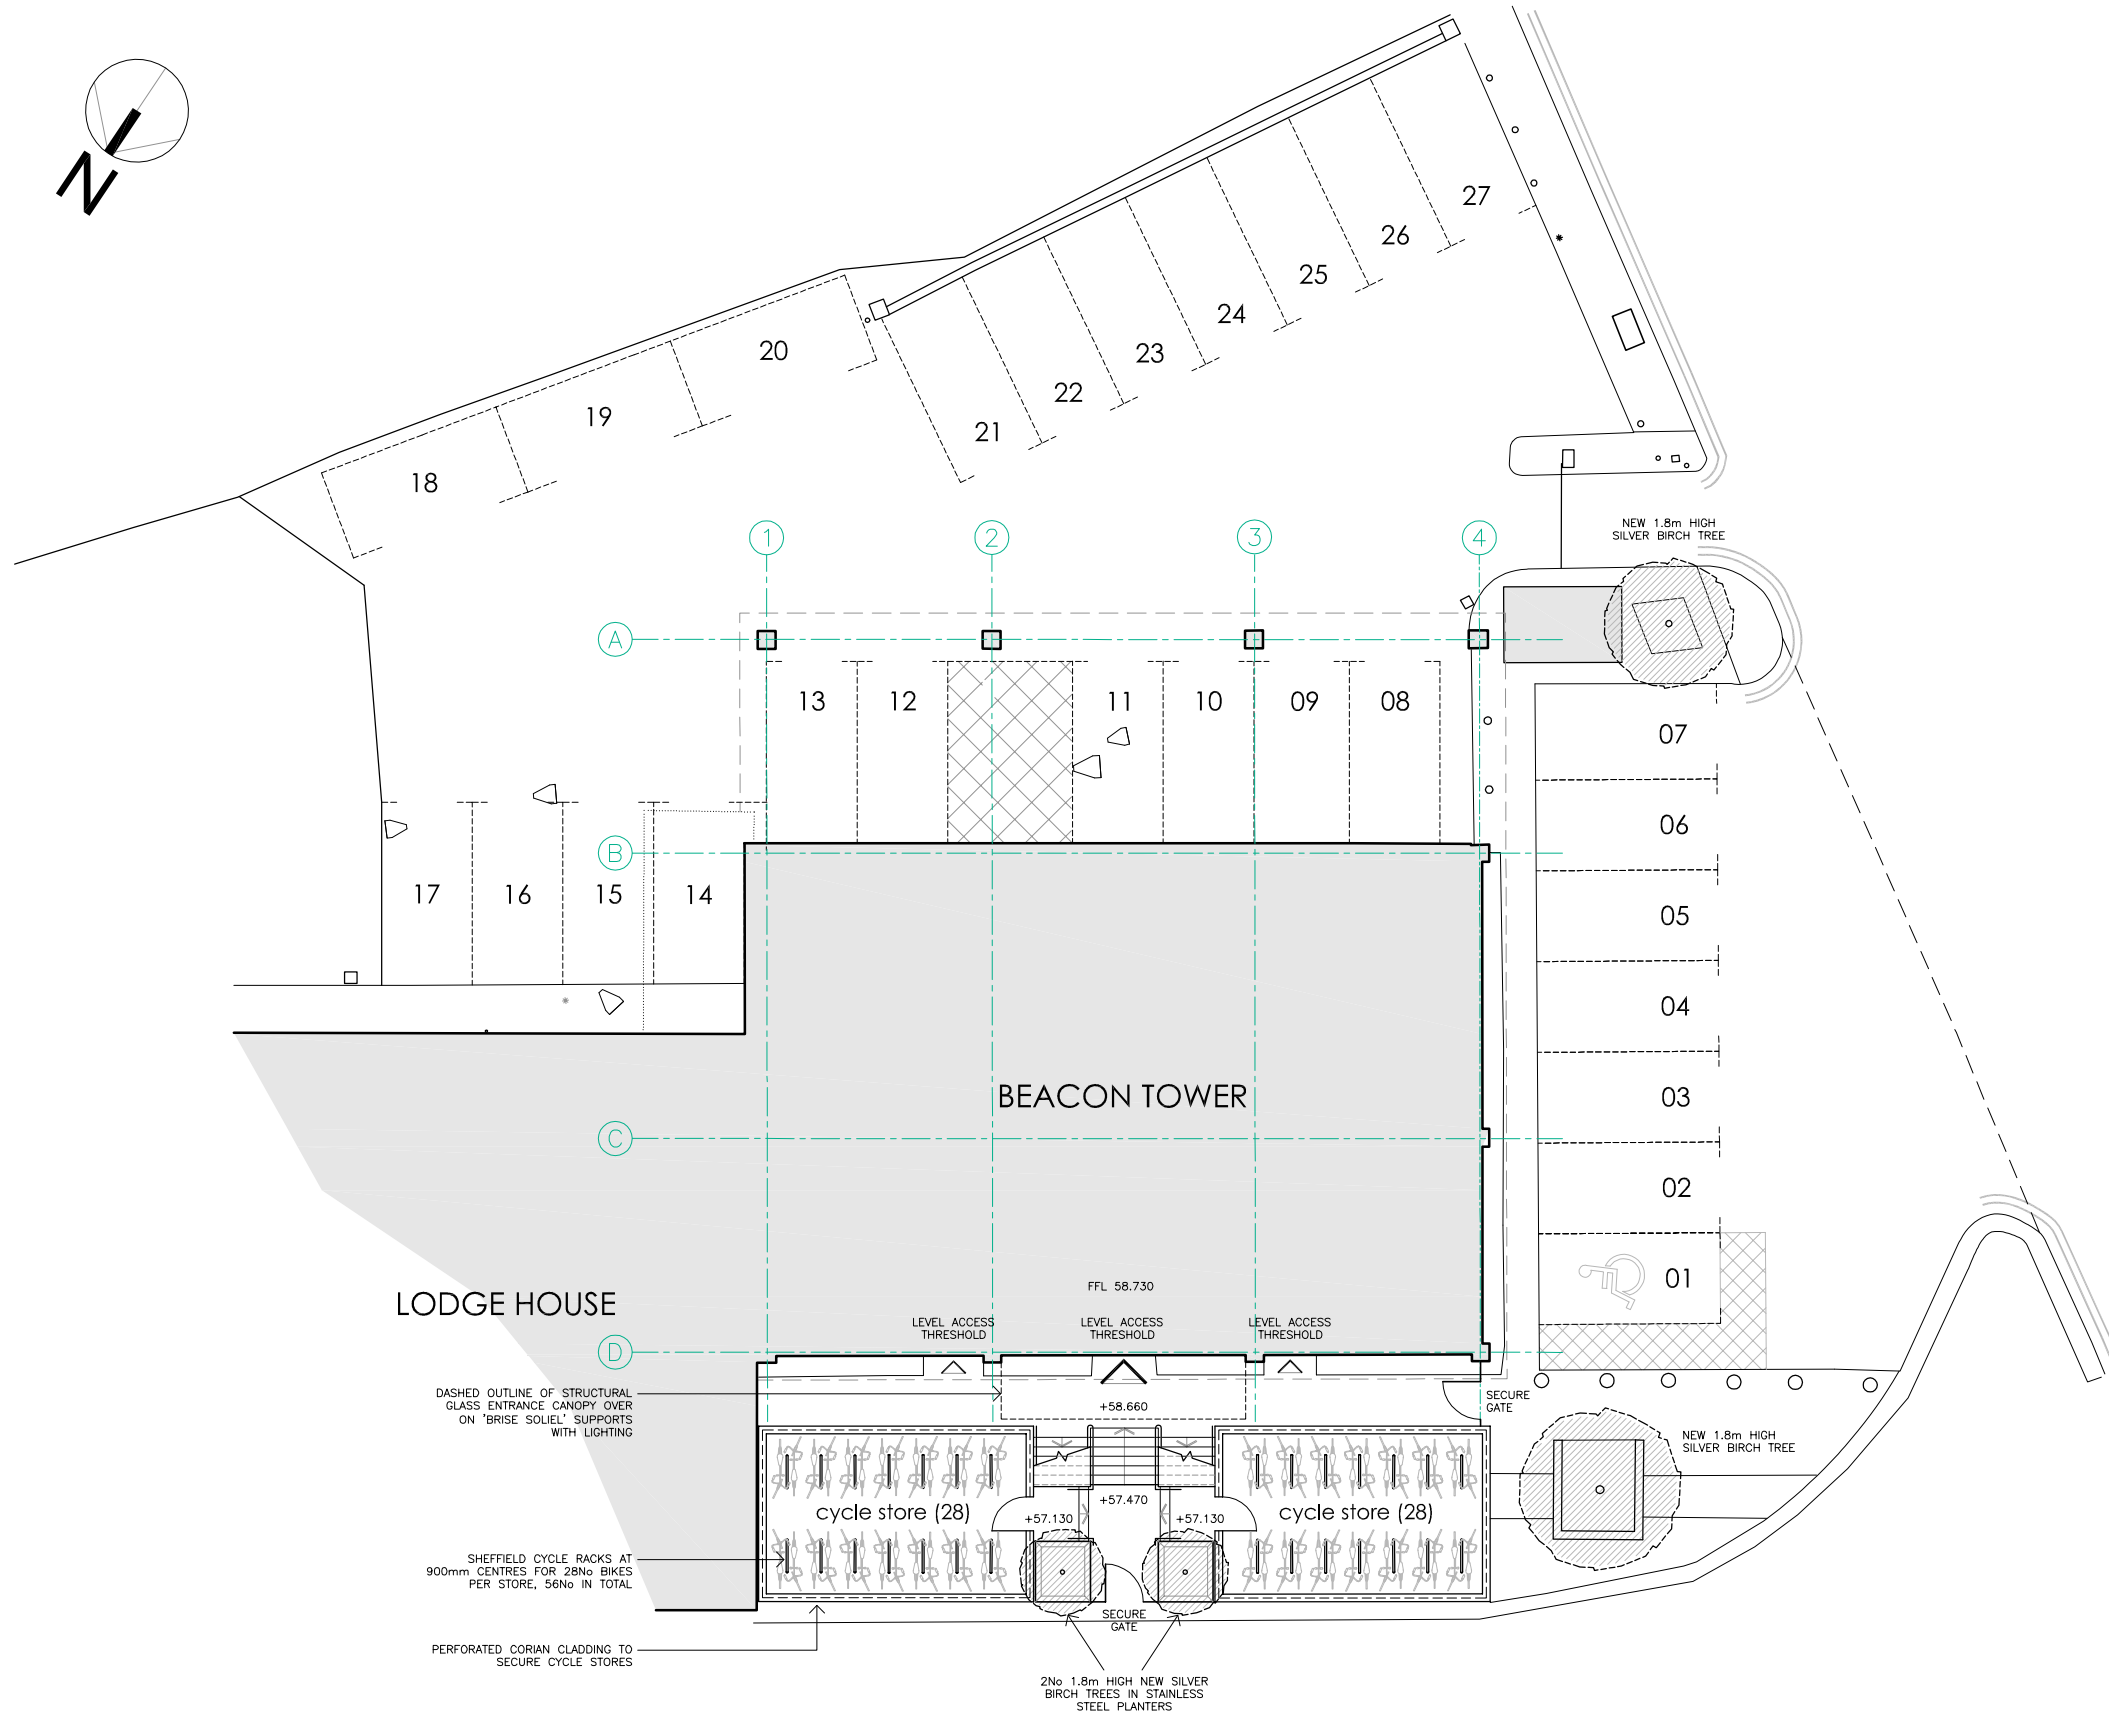 N
27
26
25
24
23
22
21
20
19
18
1
2
3
4
NEW 1.8m HIGH
SILVER BIRCH TREE
A
13
12
11
10
09
08
07
06
05
04
03
02
01
B
17
16
15
14
BEACON TOWER
C
LODGE HOUSE
FFL 58.730
LEVEL ACCESS
THRESHOLD
LEVEL ACCESS
THRESHOLD
LEVEL ACCESS
THRESHOLD
D
DASHED OUTLINE OF STRUCTURAL
GLASS ENTRANCE CANOPY OVER
ON 'BRISE SOLIEL' SUPPORTS
WITH LIGHTING
+58.660
SECURE
GATE
NEW 1.8m HIGH
SILVER BIRCH TREE
cycle store (28)
+57.470
+57.130
+57.130
cycle store (28)
SHEFFIELD CYCLE RACKS AT
900mm CENTRES FOR 28No BIKES
PER STORE, 56No IN TOTAL
SECURE
GATE
PERFORATED CORIAN CLADDING TO
SECURE CYCLE STORES
2No 1.8m HIGH NEW SILVER
BIRCH TREES IN STAINLESS
STEEL PLANTERS